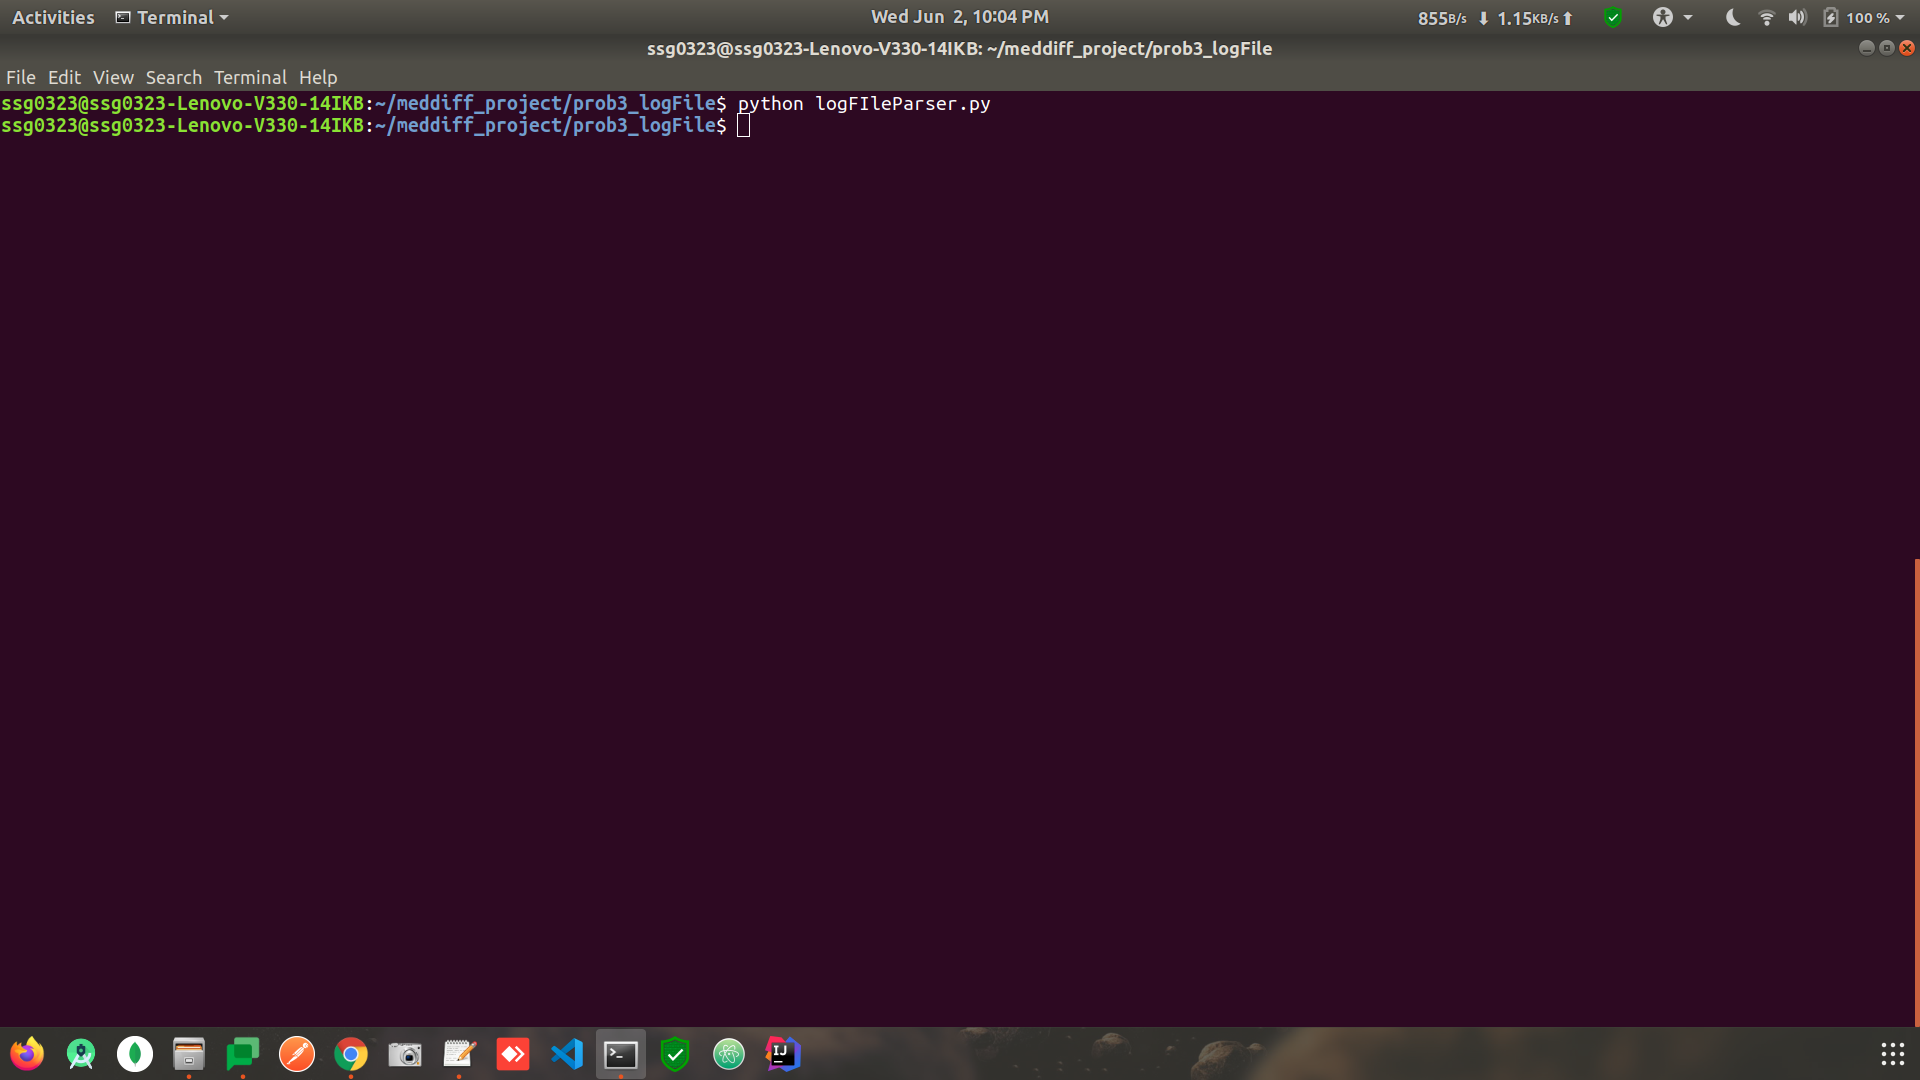 Activities Terminal Wed Jun 2, 10:04 PM 855B/s 1.15KB/s 100 %
ssg0323@ssg0323-Lenovo-V330-14IKB: ~/meddiff_project/prob3_logFile
File Edit View Search Terminal Help
ssg0323@ssg0323-Lenovo-V330-14IKB:~/meddiff_project/prob3_logFile$ python logFIleParser.py
ssg0323@ssg0323-Lenovo-V330-14IKB:~/meddiff_project/prob3_logFile$
>_ IJ